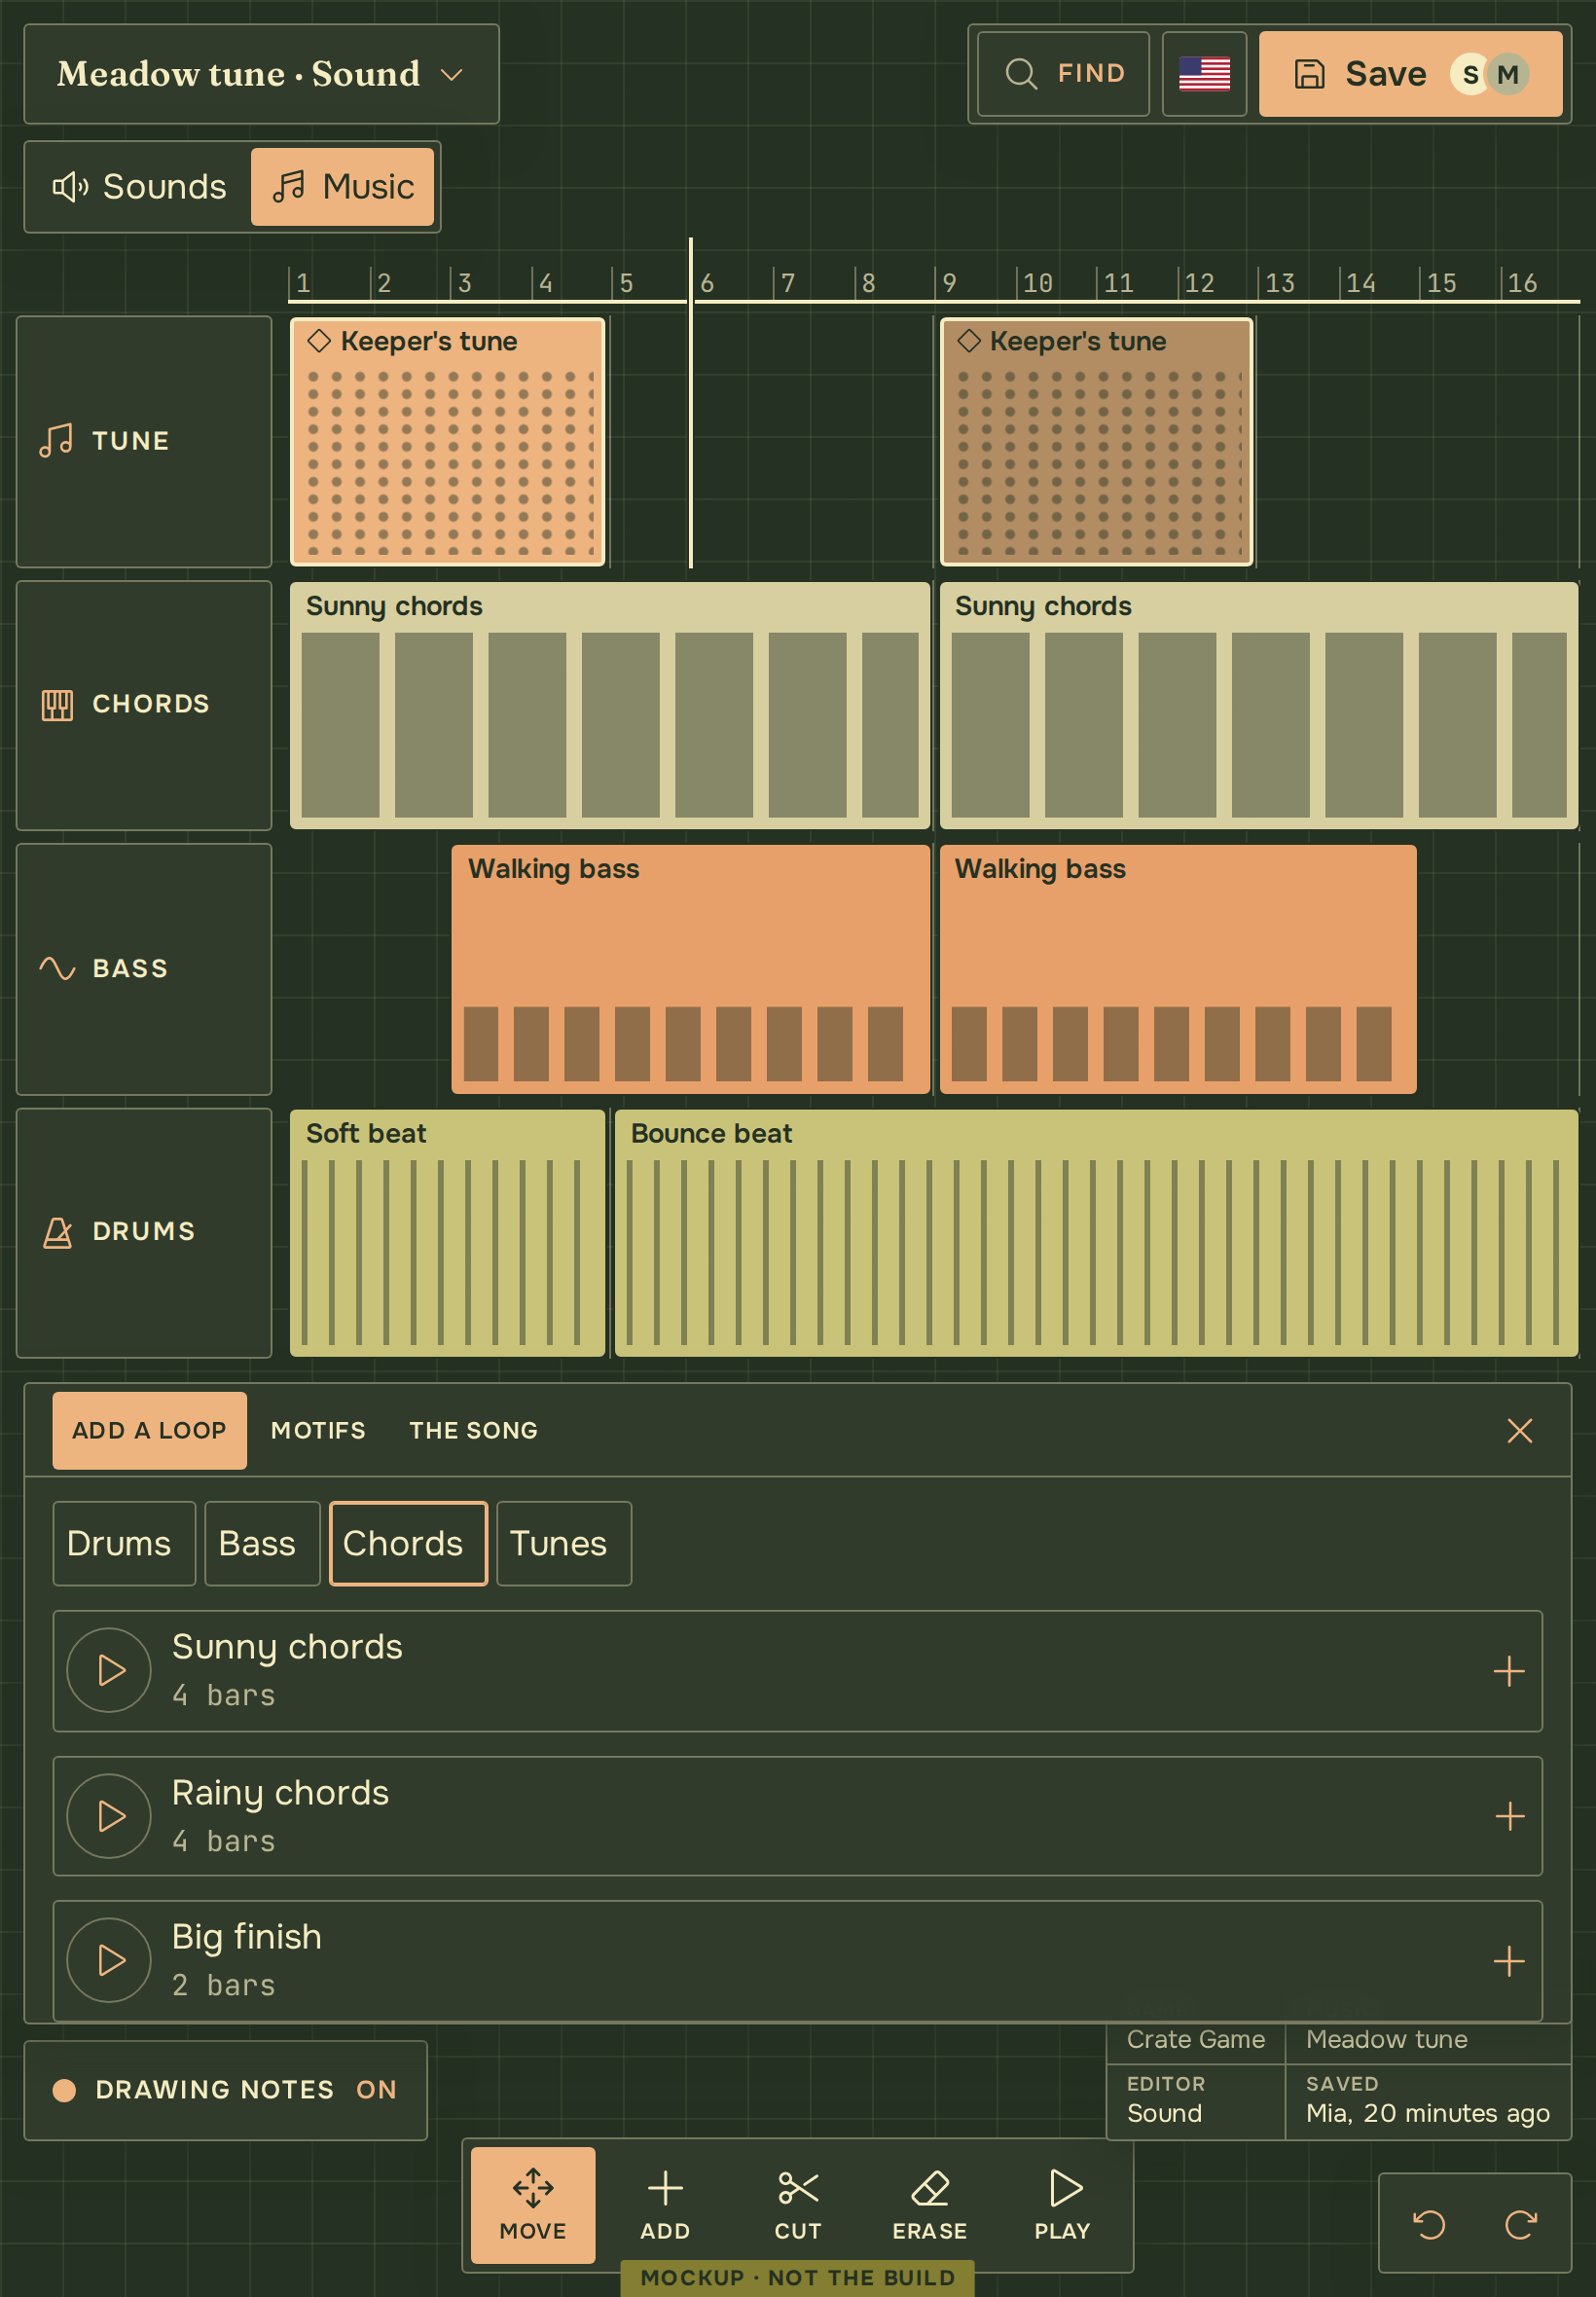 Meadow tune · Sound
FIND
Save
S
M
Sounds
Music
1 2 3 4 5 6 7 8 9 10 11 12 13 14 15 16
TUNE
Keeper's tune
Keeper's tune
CHORDS
Sunny chords
Sunny chords
BASS
Walking bass
Walking bass
DRUMS
Soft beat
Bounce beat
ADD A LOOP
MOTIFS
THE SONG
Drums
Bass
Chords
Tunes
Sunny chords
4 bars
Rainy chords
4 bars
Big finish
2 bars
DRAWING NOTES ON
Crate Game
Meadow tune
EDITOR
Sound
SAVED
Mia, 20 minutes ago
MOVE
ADD
CUT
ERASE
PLAY
MOCKUP · NOT THE BUILD